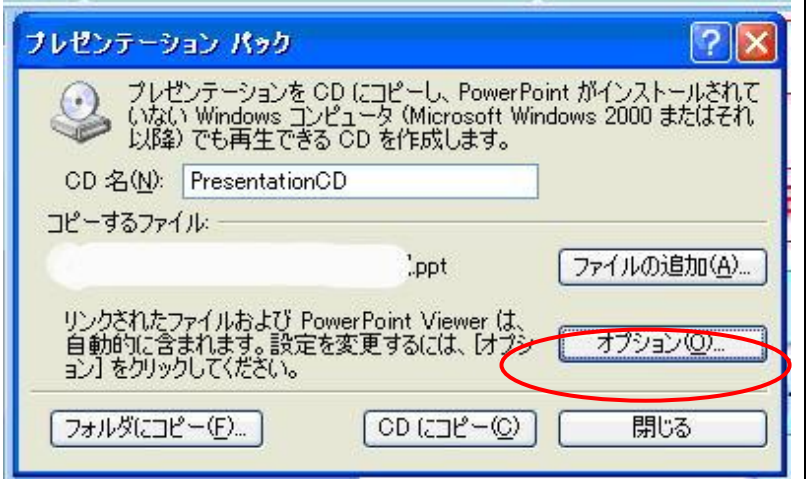 プレゼンテーション パック
プレゼンテーションを CD にコピーし、PowerPoint がインストールされて
いない Windows コンピュータ (Microsoft Windows 2000 またはそれ
以降) でも再生できる CD を作成します。
CD 名(N): PresentationCD
コピーするファイル:
.ppt ファイルの追加(A)...
リンクされたファイルおよび PowerPoint Viewer は、
自動的に含まれます。設定を変更するには、[オプシ
ョン] をクリックしてください。
オプション(O)...
フォルダにコピー(F)... CD にコピー(C) 閉じる